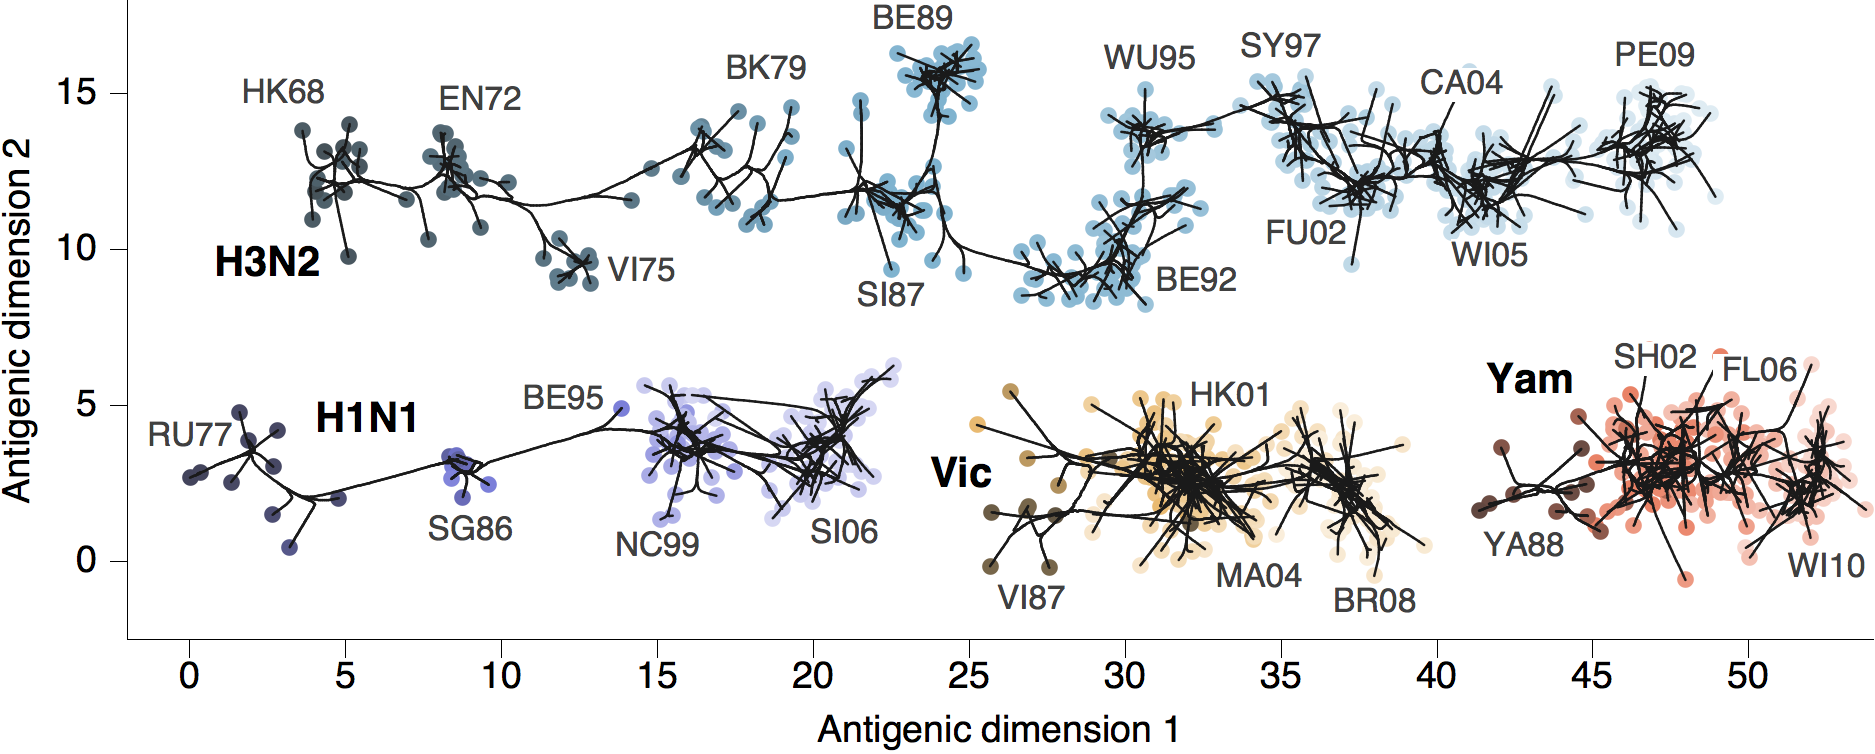 BE89
SY97
WU95
PE09
BK79
CA04
HK68
EN72
15
FU02
WI05
10
H3N2
VI75
SI87
BE92
Antigenic dimension 2
SH02
FL06
Yam
BE95
HK01
5
H1N1
RU77
Vic
SG86
NC99
SI06
YA88
WI10
0
MA04
VI87
BR08
0 5 10 15 20 25 30 35 40 45 50
Antigenic dimension 1